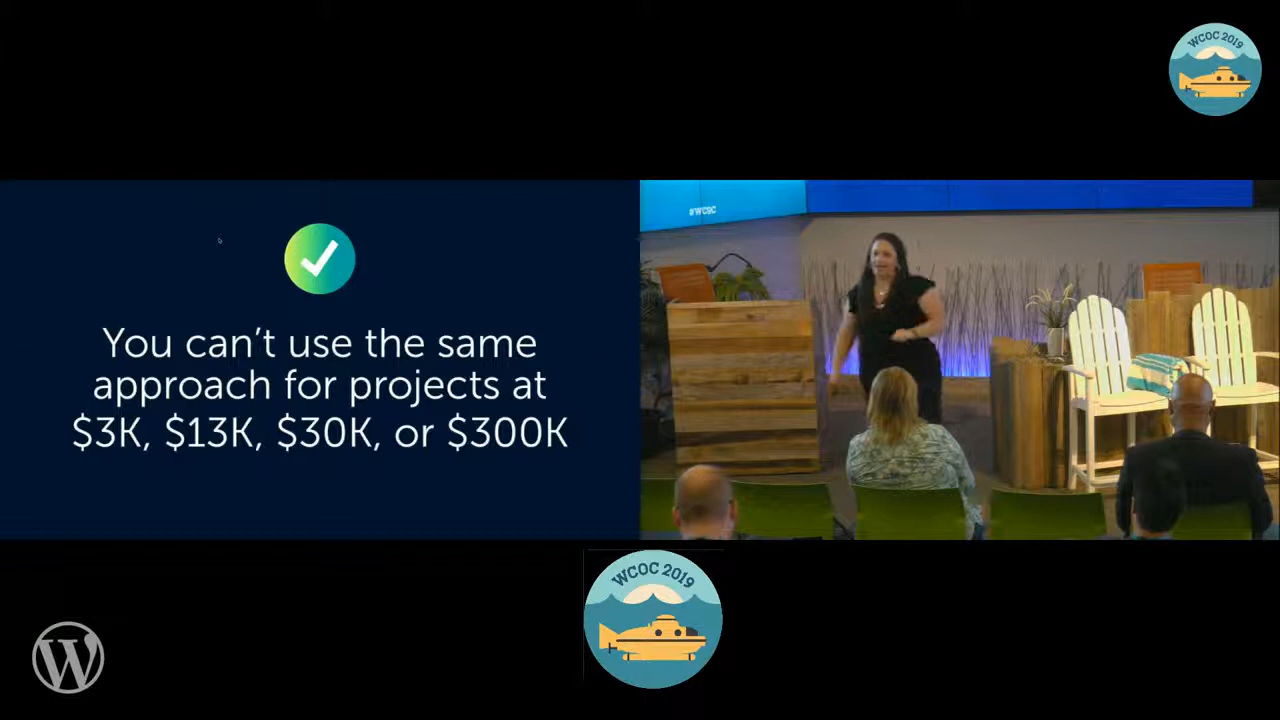 WCOC 2019
#WCOC
You can't use the same
approach for projects at
$3K, $13K, $30K, or $300K
WCOC 2019
W